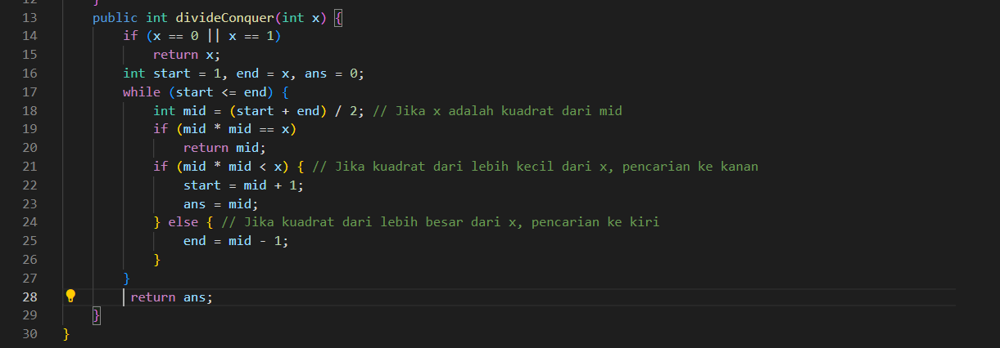 12 }
13 public int divideConquer(int x) {
14 if (x == 0 || x == 1)
15 return x;
16 int start = 1, end = x, ans = 0;
17 while (start <= end) {
18 int mid = (start + end) / 2; // Jika x adalah kuadrat dari mid
19 if (mid * mid == x)
20 return mid;
21 if (mid * mid < x) { // Jika kuadrat dari lebih kecil dari x, pencarian ke kanan
22 start = mid + 1;
23 ans = mid;
24 } else { // Jika kuadrat dari lebih besar dari x, pencarian ke kiri
25 end = mid - 1;
26 }
27 }
28 return ans;
29 }
30 }